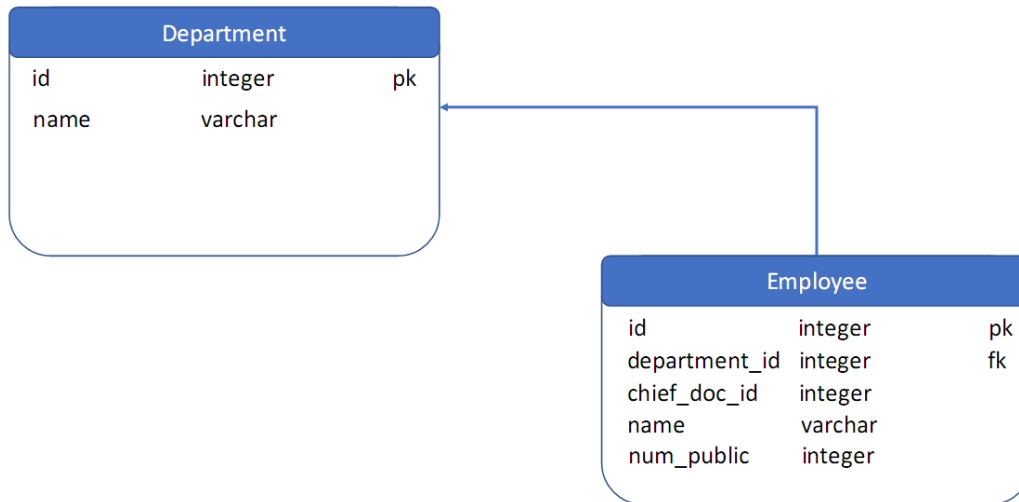 Department
id integer pk
name varchar
Employee
id integer pk
department_id integer fk
chief_doc_id integer
name varchar
num_public integer